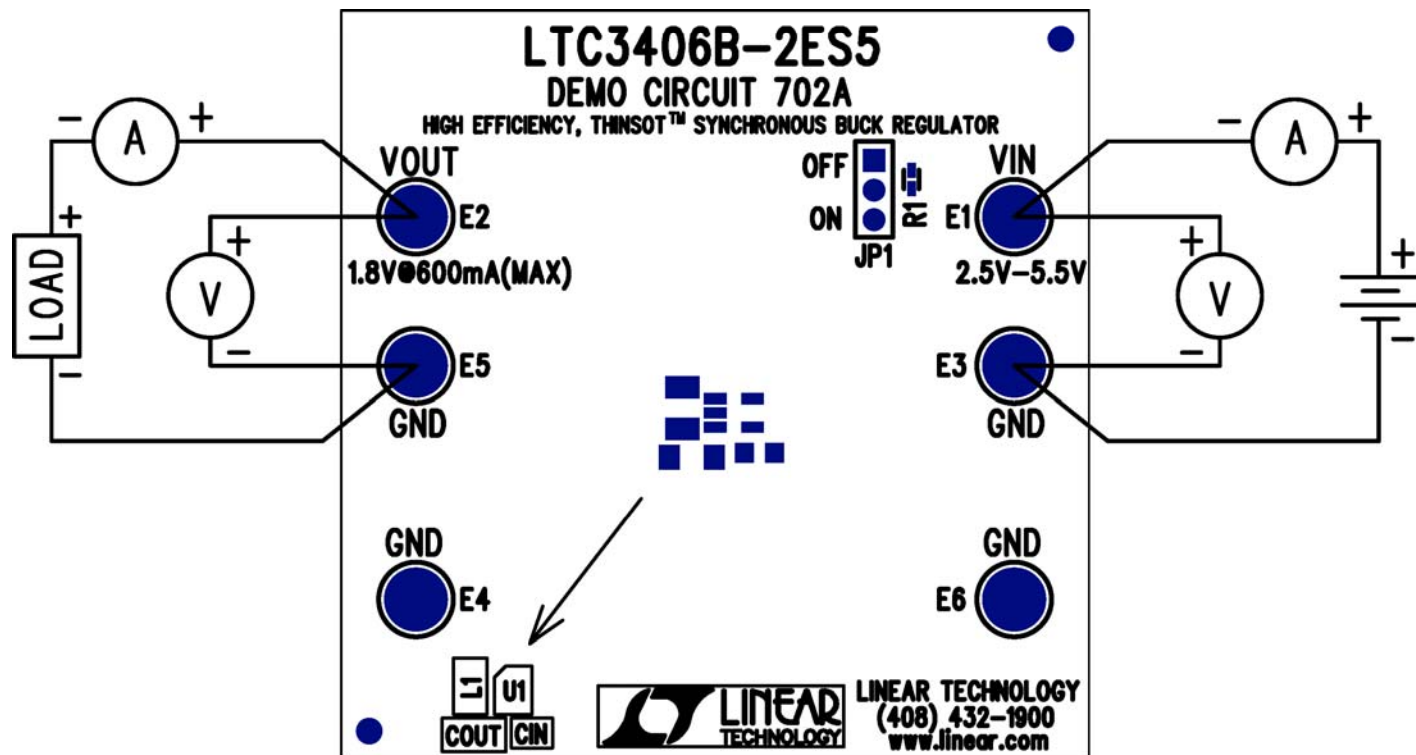 LTC3406B-2ES5
DEMO CIRCUIT 702A
HIGH EFFICIENCY, THINSOT™ SYNCHRONOUS BUCK REGULATOR
- A +
+
LOAD
-
+
V
-
VOUT
E2
1.8V@600mA(MAX)
E5
GND
OFF
ON
JP1
R1
VIN
E1
2.5V-5.5V
E3
GND
- A +
+
V
-
+
-
GND
E4
GND
E6
L1
U1
COUT
CIN
LINEAR
TECHNOLOGY
LINEAR TECHNOLOGY
(408) 432-1900
www.linear.com